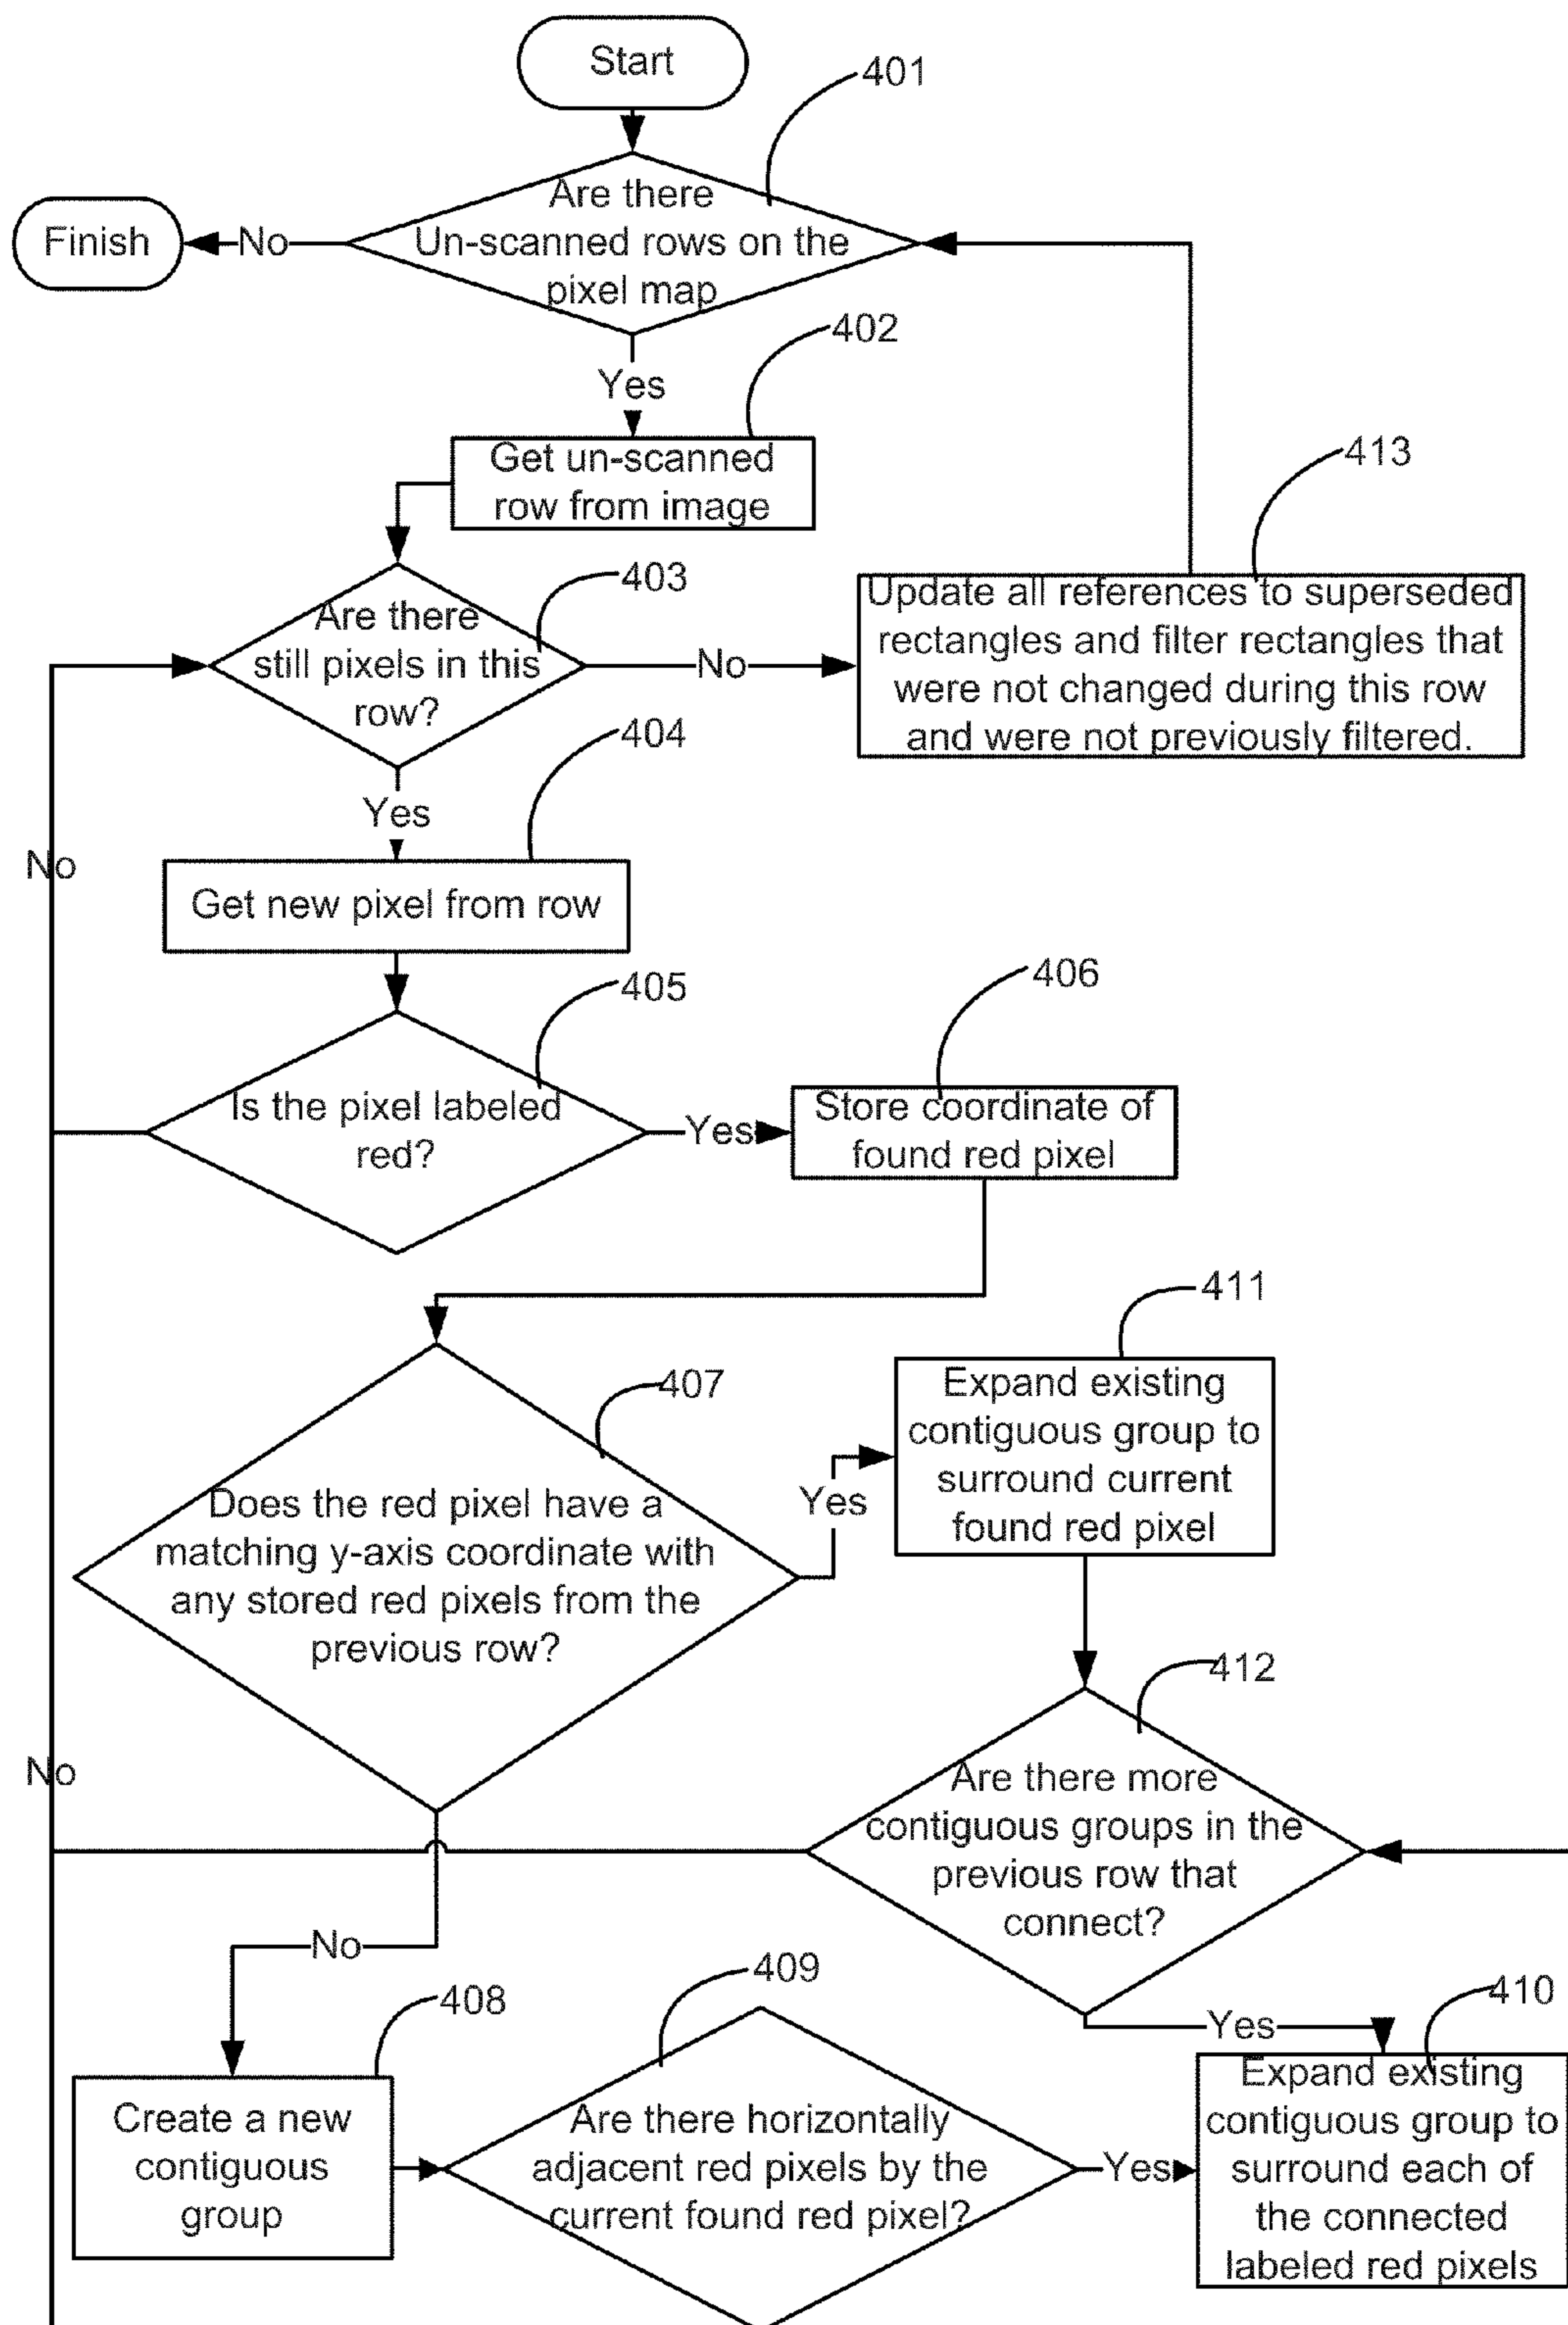 Start
401
Are there
Un-scanned rows on the
pixel map
No
Finish
402
Yes
Get un-scanned
row from image
413
403
Are there
still pixels in this
row?
No
Update all references to superseded
rectangles and filter rectangles that
were not changed during this row
and were not previously filtered.
404
Yes
No
Get new pixel from row
405
406
Is the pixel labeled
red?
Yes
Store coordinate of
found red pixel
411
407
Expand existing
contiguous group to
surround current
found red pixel
Yes
Does the red pixel have a
matching y-axis coordinate with
any stored red pixels from the
previous row?
412
No
Are there more
contiguous groups in the
previous row that
connect?
No
408
409
410
Yes
Create a new
contiguous
group
Are there horizontally
adjacent red pixels by the
current found red pixel?
Yes
Expand existing
contiguous group to
surround each of
the connected
labeled red pixels